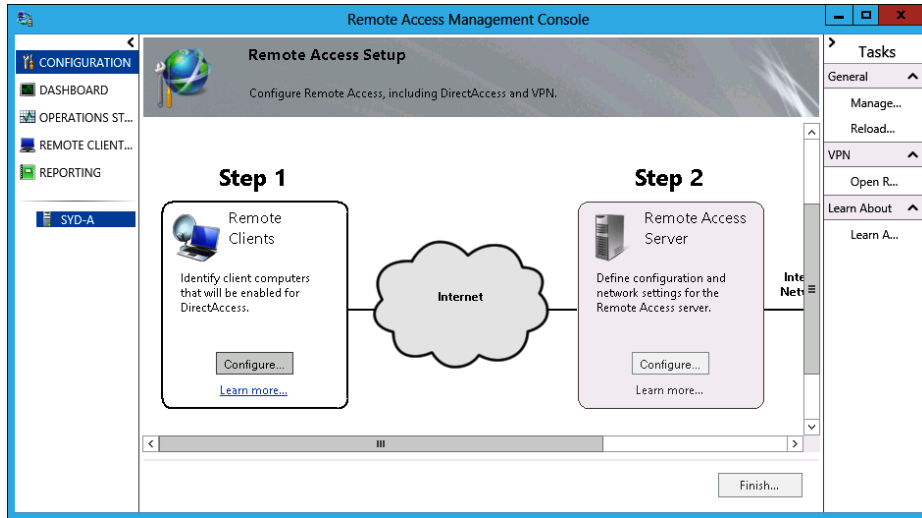 Remote Access Management Console
CONFIGURATION
DASHBOARD
OPERATIONS ST...
REMOTE CLIENT...
REPORTING
SYD-A
Remote Access Setup
Configure Remote Access, including DirectAccess and VPN.
Step 1
Remote
Clients
Identify client computers
that will be enabled for
DirectAccess.
Configure...
Learn more...
Internet
Step 2
Remote Access
Server
Define configuration and
network settings for the
Remote Access server.
Configure...
Learn more...
Inte
Net
Finish...
Tasks
General
Manage...
Reload...
VPN
Open R...
Learn About
Learn A...